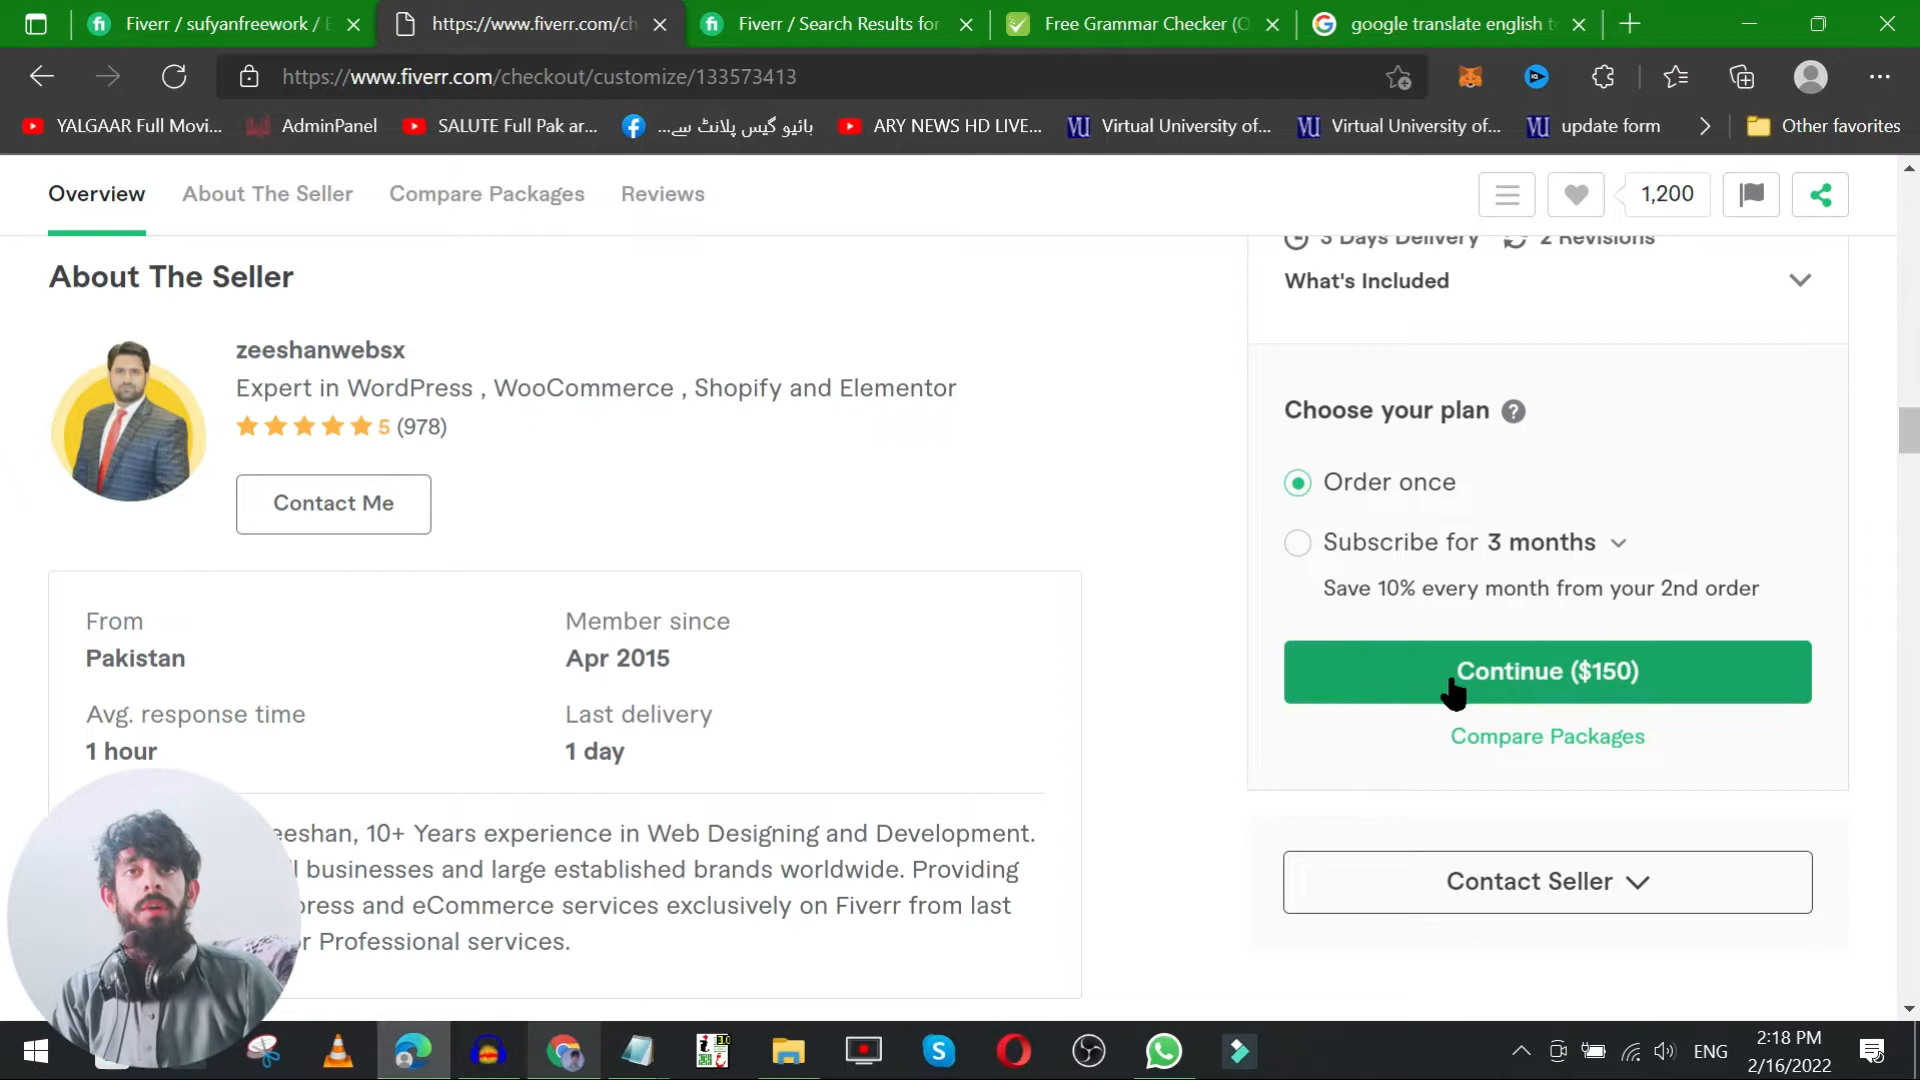 Fiverr / sufyanfreework / E
https://www.fiverr.com/ch
Fiverr / Search Results for
Free Grammar Checker (O
google translate english t
https://www.fiverr.com/checkout/customize/133573413
YALGAAR Full Movi...
AdminPanel
SALUTE Full Pak ar...
بائیو گیس پلانٹ سے...
ARY NEWS HD LIVE...
Virtual University of...
Virtual University of...
update form
Other favorites
Overview
About The Seller
Compare Packages
Reviews
1,200
3 Days Delivery
2 Revisions
What's Included
About The Seller
zeeshanwebsx
Expert in WordPress , WooCommerce , Shopify and Elementor
5 (978)
Contact Me
Choose your plan
Order once
Subscribe for 3 months
Save 10% every month from your 2nd order
Continue ($150)
Compare Packages
Contact Seller
From
Pakistan
Member since
Apr 2015
Avg. response time
1 hour
Last delivery
1 day
eeshan, 10+ Years experience in Web Designing and Development.
l businesses and large established brands worldwide. Providing
press and eCommerce services exclusively on Fiverr from last
r Professional services.
ENG
2:18 PM
2/16/2022